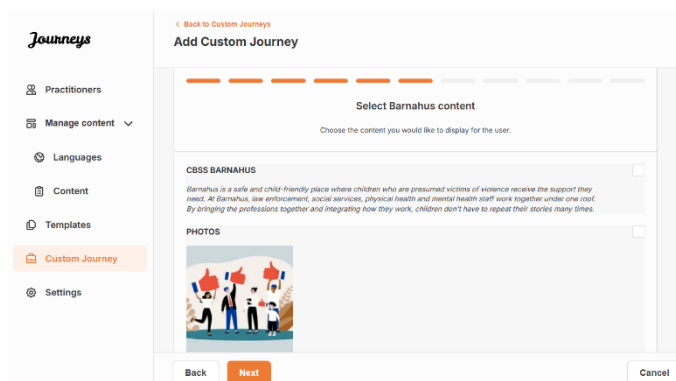 Journeys
Practitioners
Manage content
Languages
Content
Templates
Custom Journey
Settings
< Back to Custom Journeys
Add Custom Journey
Select Barnahus content
Choose the content you would like to display for the user.
CBSS BARNAHUS
Barnahus is a safe and child-friendly place where children who are presumed victims of violence receive the support they
need. At Barnahus, law enforcement, social services, physical health and mental health staff work together under one roof.
By bringing the professions together and integrating how they work, children don't have to repeat their stories many times.
PHOTOS
Back
Next
Cancel